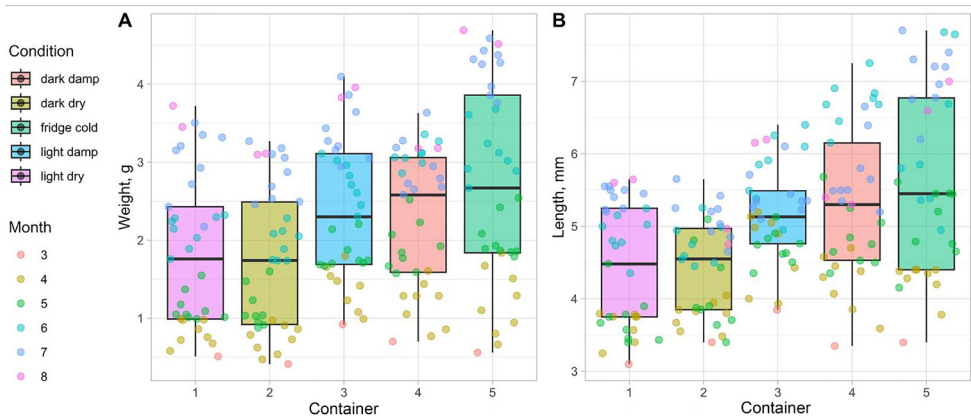 Condition
dark damp
dark dry
fridge cold
light damp
light dry
Month
3
4
5
6
7
8
A
Weight, g
4
3
2
1
1 2 3 4 5
Container
B
Length, mm
7
6
5
4
3
1 2 3 4 5
Container